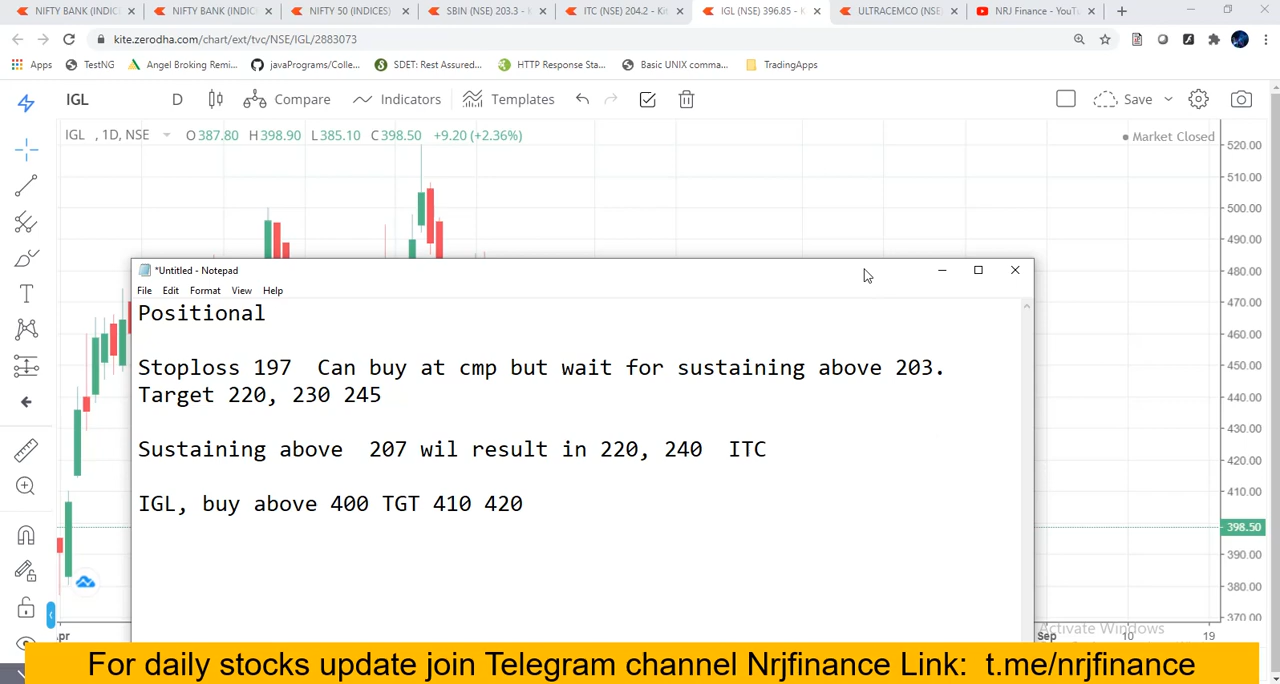 NIFTY BANK (INDIC
NIFTY BANK (INDIC
NIFTY 50 (INDICES)
SBIN (NSE) 203.3 - K
ITC (NSE) 204.2 - Ki
IGL (NSE) 396.85 - K
ULTRACEMCO (NSE
NRJ Finance - YouTu
kite.zerodha.com/chart/ext/tvc/NSE/IGL/2883073
Apps
TestNG
Angel Broking Remi...
javaPrograms/Colle...
SDET: Rest Assured...
HTTP Response Sta...
Basic UNIX comma...
TradingApps
IGL D Compare Indicators Templates Save
IGL , 1D, NSE O387.80 H398.90 L385.10 C398.50 +9.20 (+2.36%)
Market Closed
520.00
510.00
500.00
490.00
480.00
470.00
460.00
450.00
440.00
430.00
420.00
410.00
398.50
390.00
380.00
370.00
*Untitled - Notepad
File Edit Format View Help
Positional
Stoploss 197 Can buy at cmp but wait for sustaining above 203.
Target 220, 230 245
Sustaining above 207 wil result in 220, 240 ITC
IGL, buy above 400 TGT 410 420
Activate Windows
Sep 10 19
For daily stocks update join Telegram channel Nrjfinance Link: t.me/nrjfinance